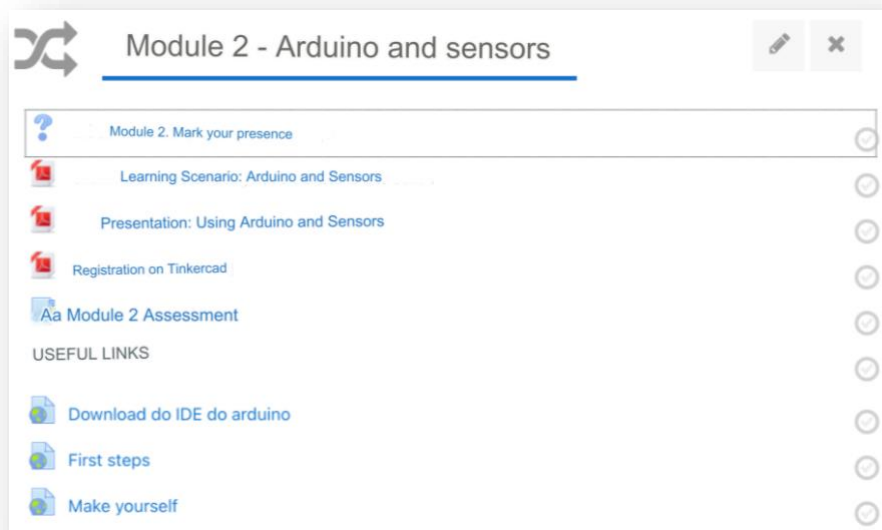 Module 2 - Arduino and sensors
Module 2. Mark your presence
Learning Scenario: Arduino and Sensors
Presentation: Using Arduino and Sensors
Registration on Tinkercad
Aa Module 2 Assessment
USEFUL LINKS
Download do IDE do arduino
First steps
Make yourself